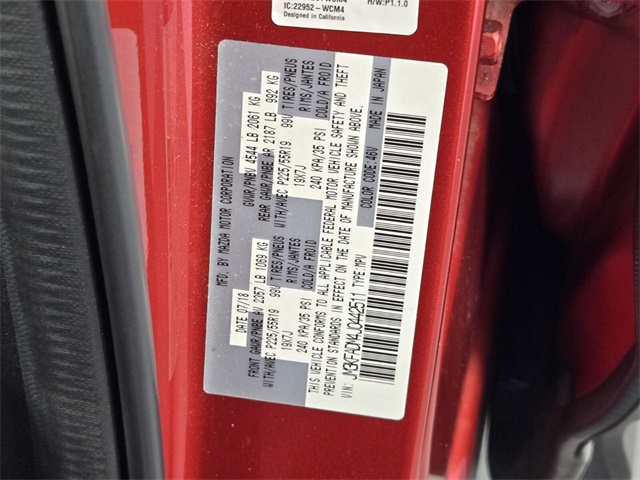 IC:22952-WCM4
H/W:P1.1.0
Designed in California
MFD. BY MAZDA MOTOR CORPORATION
DATE 07/18 GVWR/PNBV 4544 LB 2061 KG
FRONT GAWR/PNBE AV 2357 LB 1069 KG REAR GAWR/PNBE AR 2187 LB 992 KG
WITH/AVEC P225/55R19 99V TIRES/PNEUS WITH/AVEC P225/55R19 99V TIRES/PNEUS
19X7J RIMS/JANTES 19X7J RIMS/JANTES
240 KPA/35 PSI COLD/A FROID 240 KPA/35 PSI COLD/A FROID
THIS VEHICLE CONFORMS TO ALL APPLICABLE FEDERAL MOTOR VEHICLE SAFETY AND THEFT
PREVENTION STANDARDS IN EFFECT ON THE DATE OF MANUFACTURE SHOWN ABOVE.
VIN: JM3KFADM4J0442511 TYPE:MPV COLOR CODE:46V MADE IN JAPAN